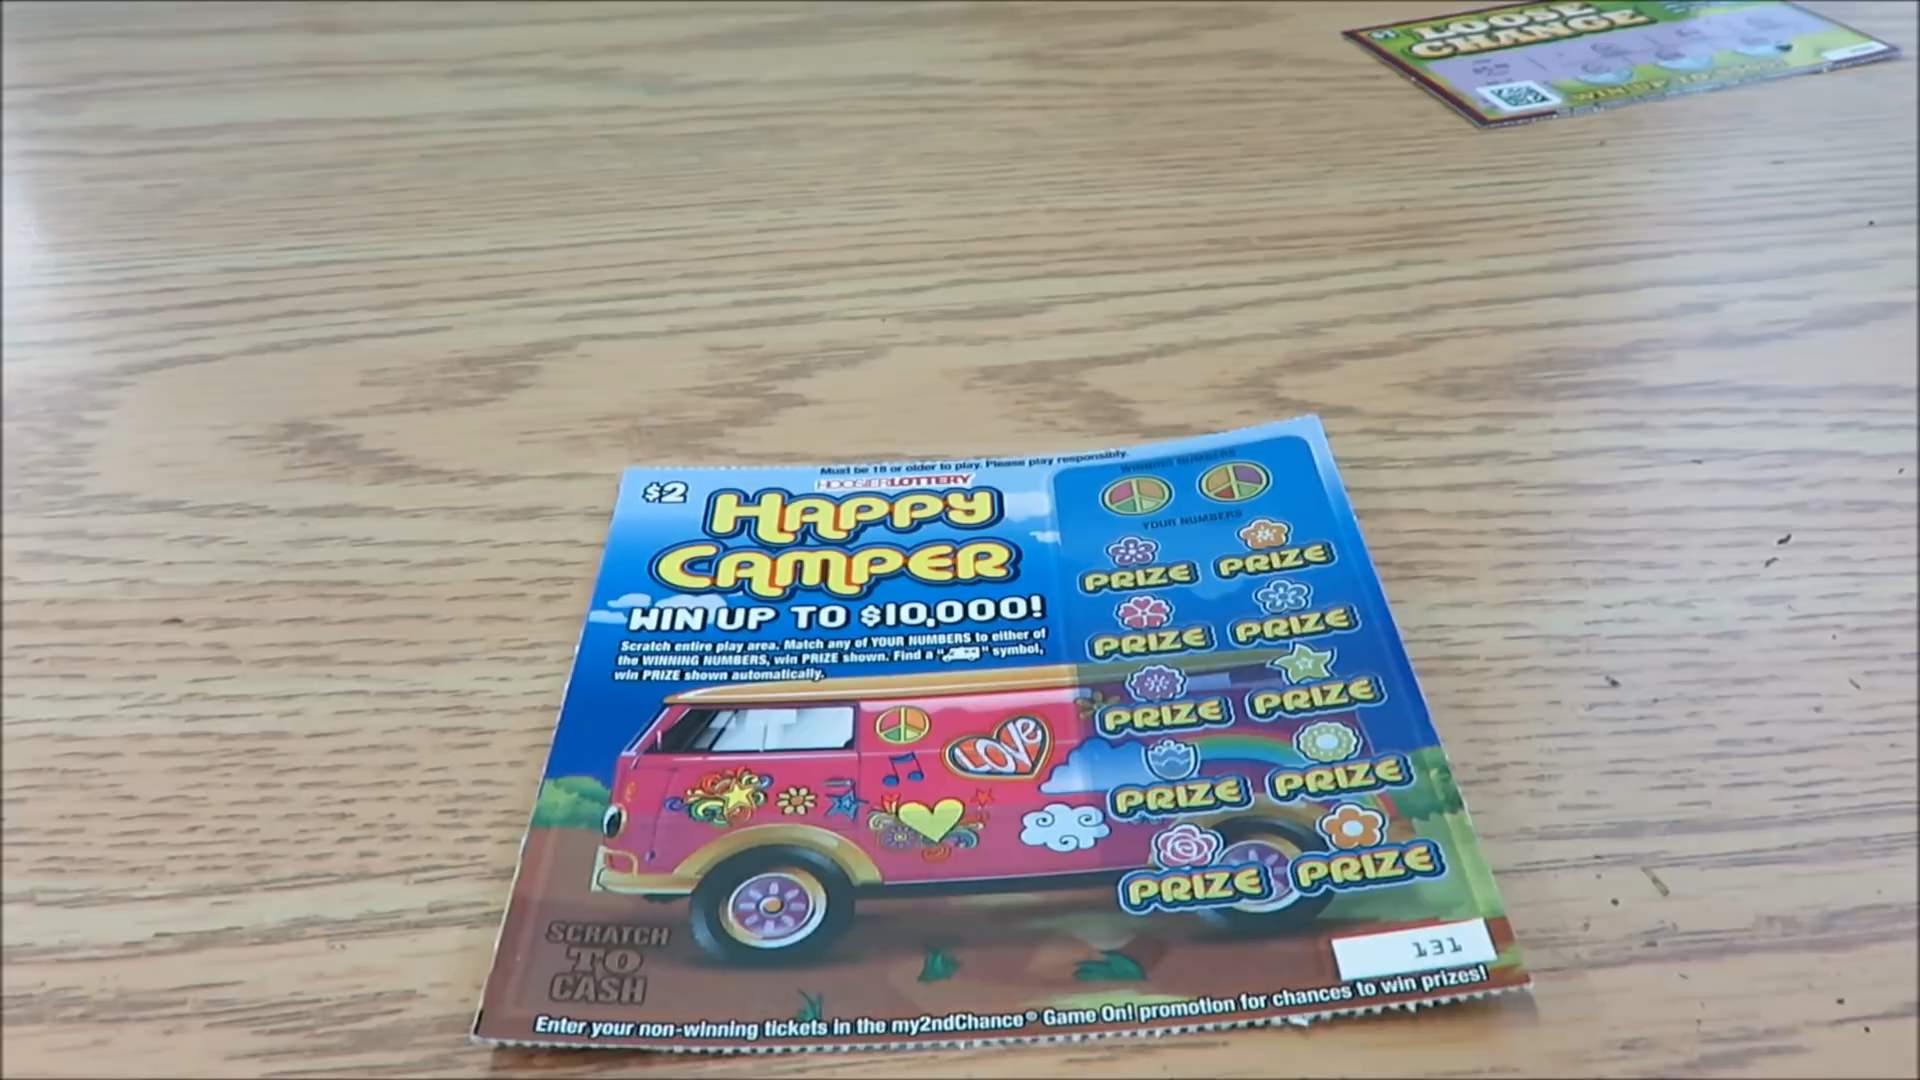 $1 LOOSE
CHANGE
Must be 18 or older to play. Please play responsibly.
$2
HOOSIER LOTTERY
HAPPY
CAMPER
WIN UP TO $10,000!
Scratch entire play area. Match any of YOUR NUMBERS to either of
the WINNING NUMBERS, win PRIZE shown. Find a " " symbol,
win PRIZE shown automatically.
LOVE
SCRATCH
TO
CASH
WINNING NUMBERS
YOUR NUMBERS
PRIZE PRIZE
PRIZE PRIZE
PRIZE PRIZE
PRIZE PRIZE
PRIZE PRIZE
131
Enter your non-winning tickets in the my2ndChance® Game On! promotion for chances to win prizes!